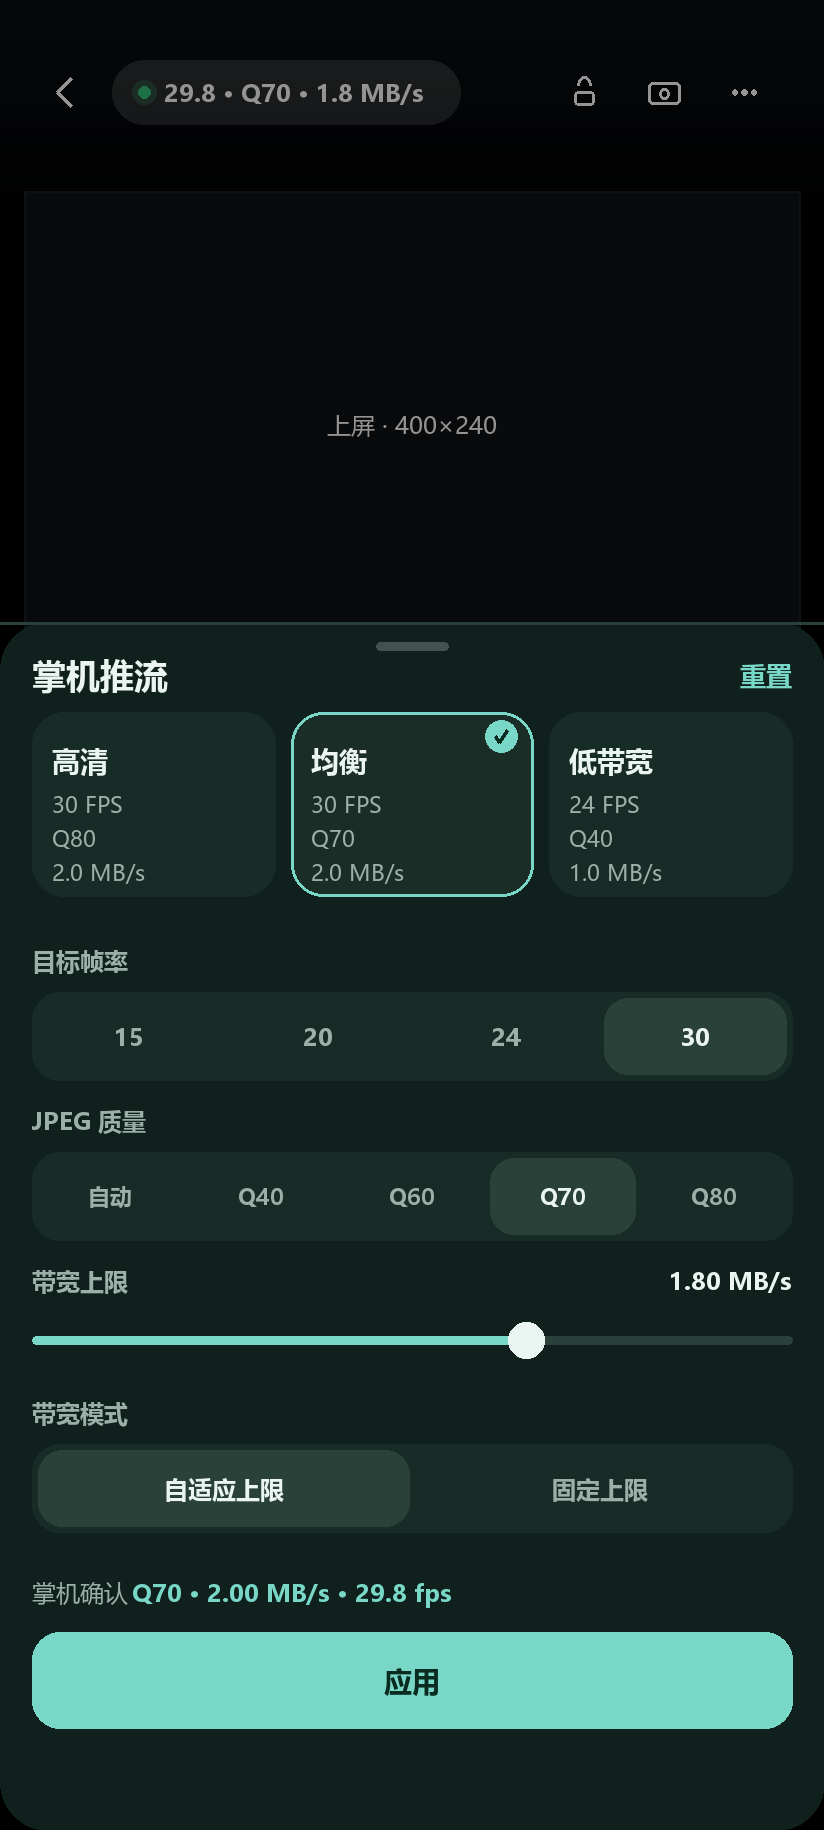 29.8 • Q70 • 1.8 MB/s
上屏 · 400×240
掌机推流
重置
高清
30 FPS
Q80
2.0 MB/s
均衡
30 FPS
Q70
2.0 MB/s
低带宽
24 FPS
Q40
1.0 MB/s
目标帧率
15 20 24 30
JPEG 质量
自动 Q40 Q60 Q70 Q80
带宽上限 1.80 MB/s
带宽模式
自适应上限 固定上限
掌机确认 Q70 • 2.00 MB/s • 29.8 fps
应用